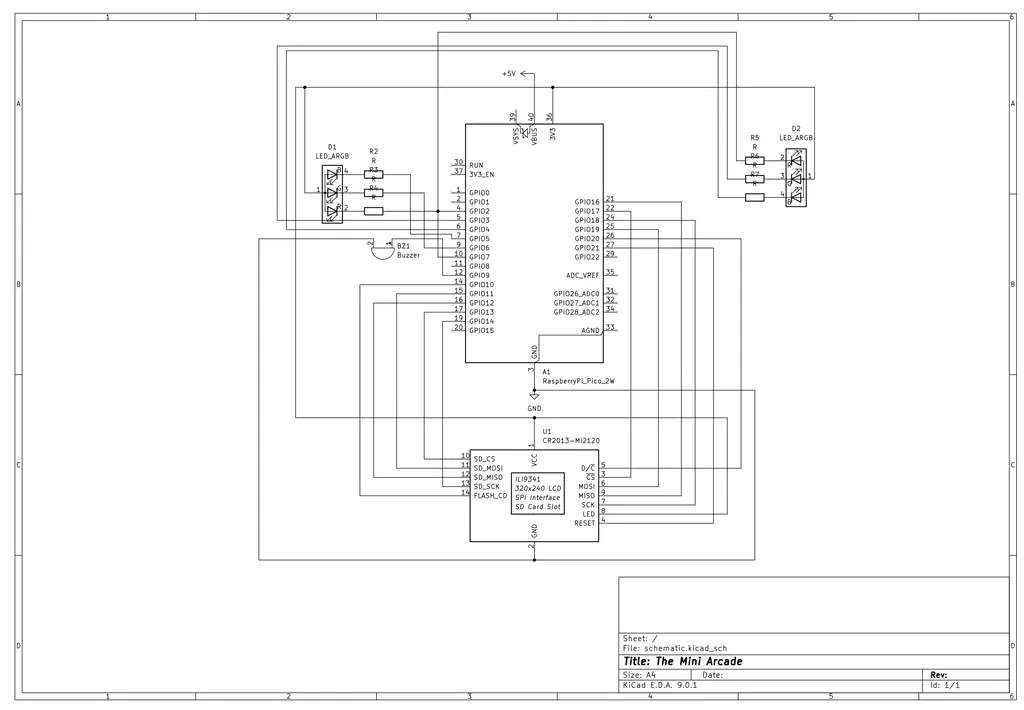 1 2 3 4 5 6
A A
B B
C C
D D
+5V
39 40 36
VSYS VBUS 3V3
D1
LED_ARGB
R2
R
R3
R
R4
R
1
B 4
G 3
R 2
R5
R
R6
R
R7
D2
LED_ARGB
2 R
3 G
4 B
1
30 RUN
37 3V3_EN
1 GPIO0
2 GPIO1
4 GPIO2
5 GPIO3
6 GPIO4
7 GPIO5
9 GPIO6
10 GPIO7
11 GPIO8
12 GPIO9
14 GPIO10
15 GPIO11
16 GPIO12
17 GPIO13
19 GPIO14
20 GPIO15
GPIO16 21
GPIO17 22
GPIO18 24
GPIO19 25
GPIO20 26
GPIO21 27
GPIO22 29
ADC_VREF 35
GPIO26_ADC0 31
GPIO27_ADC1 32
GPIO28_ADC2 34
AGND 33
GND
3
2 1
BZ1
Buzzer
A1
RaspberryPi_Pico_2W
GND
U1
CR2013-MI2120
1
VCC
10 SD_CS
11 SD_MOSI
12 SD_MISO
13 SD_SCK
14 FLASH_CD
ILI9341
320x240 LCD
SPI Interface
SD Card Slot
D/C 5
CS 3
MOSI 6
MISO 9
SCK 7
LED 8
RESET 4
GND
2
Sheet: /
File: schematic.kicad_sch
Title: The Mini Arcade
Size: A4 Date: Rev:
KiCad E.D.A. 9.0.1 Id: 1/1
1 2 3 4 5 6